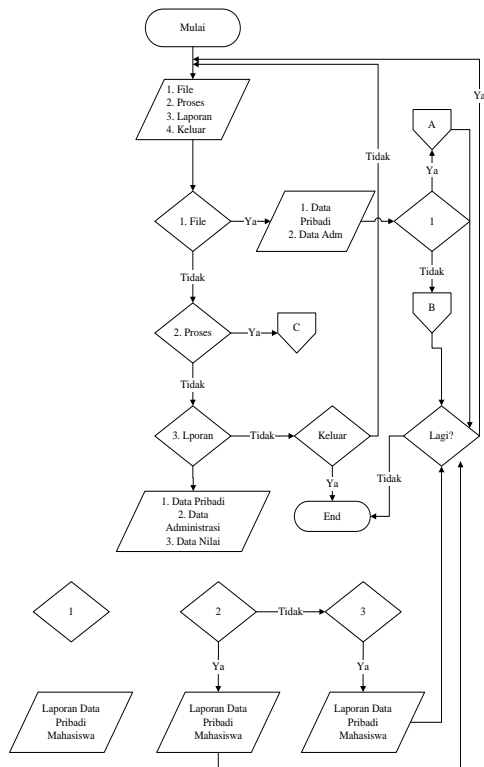 Mulai
1. File
2. Proses
3. Laporan
4. Keluar
Ya
A
Tidak
Ya
1. File
Ya
1. Data
Pribadi
2. Data Adm
1
Tidak
Tidak
B
2. Proses
Ya
C
Tidak
3. Lporan
Tidak
Keluar
Lagi?
Ya
Tidak
End
1. Data Pribadi
2. Data
Administrasi
3. Data Nilai
1
2
Tidak
3
Ya
Ya
Laporan Data
Pribadi
Mahasiswa
Laporan Data
Pribadi
Mahasiswa
Laporan Data
Pribadi
Mahasiswa